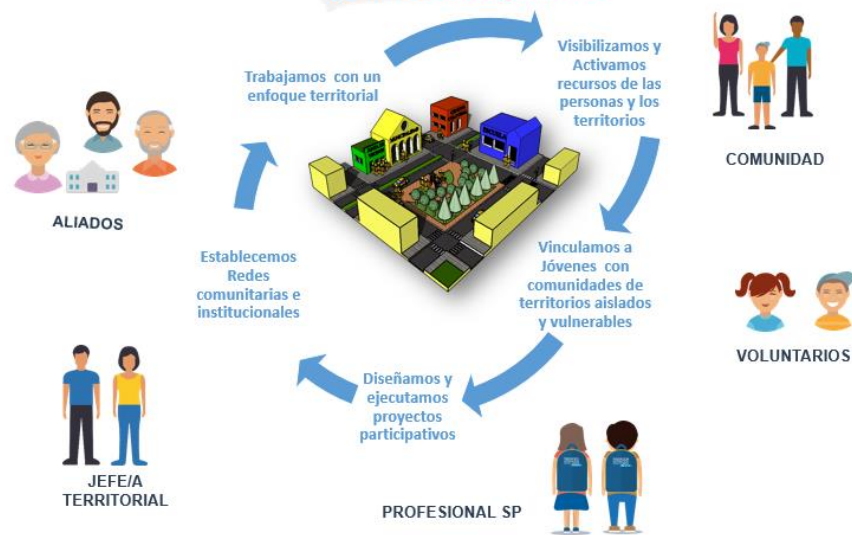 Trabajamos con un
enfoque territorial
Visibilizamos y
Activamos
recursos de las
personas y los
territorios
Vinculamos a
Jóvenes con
comunidades de
territorios aislados
y vulnerables
Diseñamos y
ejecutamos
proyectos
participativos
Establecemos
Redes
comunitarias e
institucionales
ALIADOS
COMUNIDAD
VOLUNTARIOS
PROFESIONAL SP
JEFE/A
TERRITORIAL
ESCUELA